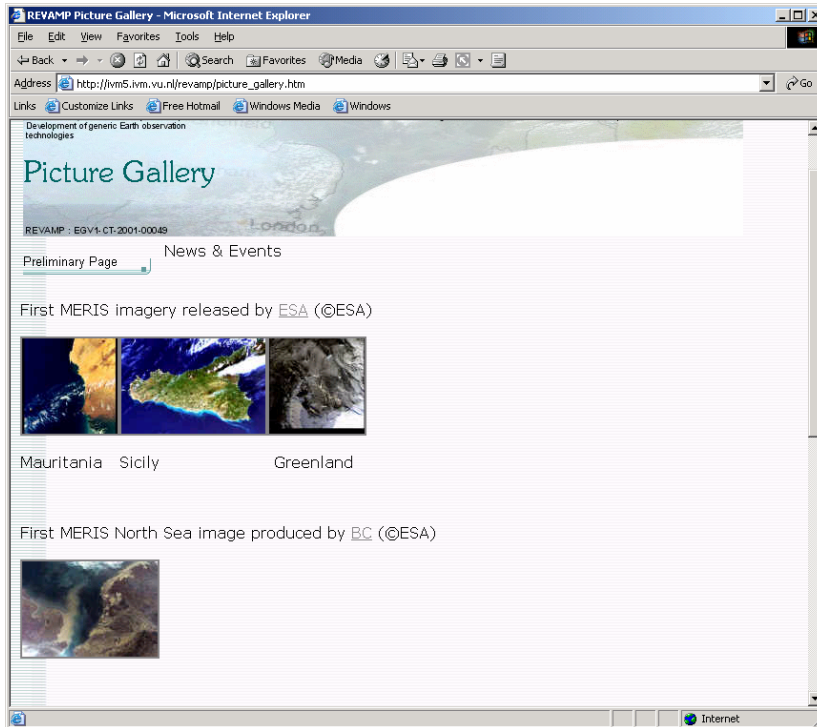 REVAMP Picture Gallery - Microsoft Internet Explorer
File Edit View Favorites Tools Help
Back Search Favorites Media
Address http://ivm5.ivm.vu.nl/revamp/picture_gallery.htm Go
Links Customize Links Free Hotmail Windows Media Windows
Development of generic Earth observation
technologies
Picture Gallery
London
REVAMP : EGV1-CT-2001-00049
News & Events
Preliminary Page
First MERIS imagery released by ESA (©ESA)
Mauritania Sicily Greenland
First MERIS North Sea image produced by BC (©ESA)
Internet